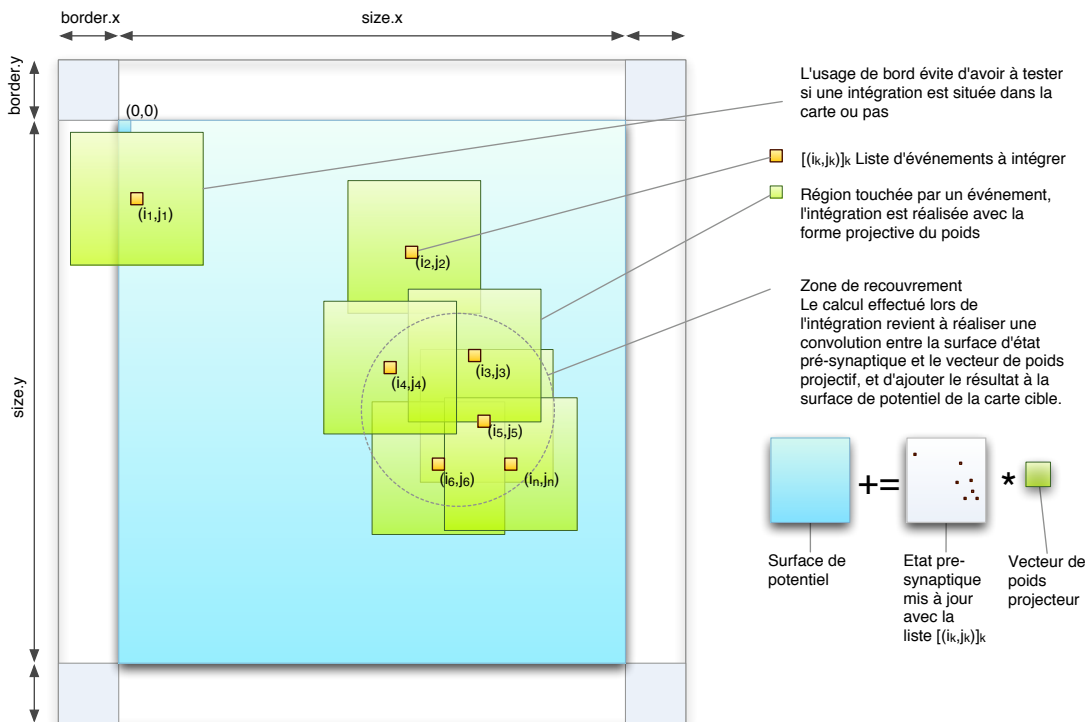 border.x
size.x
border.y
(0,0)
L'usage de bord évite d'avoir à tester
si une intégration est située dans la
carte ou pas
[(ik,jk)]k Liste d'événements à intégrer
(i1,j1)
Région touchée par un événement,
l'intégration est réalisée avec la
forme projective du poids
(i2,j2)
Zone de recouvrement
Le calcul effectué lors de
l'intégration revient à réaliser une
convolution entre la surface d'état
pré-synaptique et le vecteur de poids
projectif, et d'ajouter le résultat à la
surface de potentiel de la carte cible.
(i3,j3)
(i4,j4)
size.y
(i5,j5)
(i6,j6)
(in,jn)
+=
*
Surface de
potentiel
Etat pre-
synaptique
mis à jour
avec la
liste [(ik,jk)]k
Vecteur de
poids
projecteur